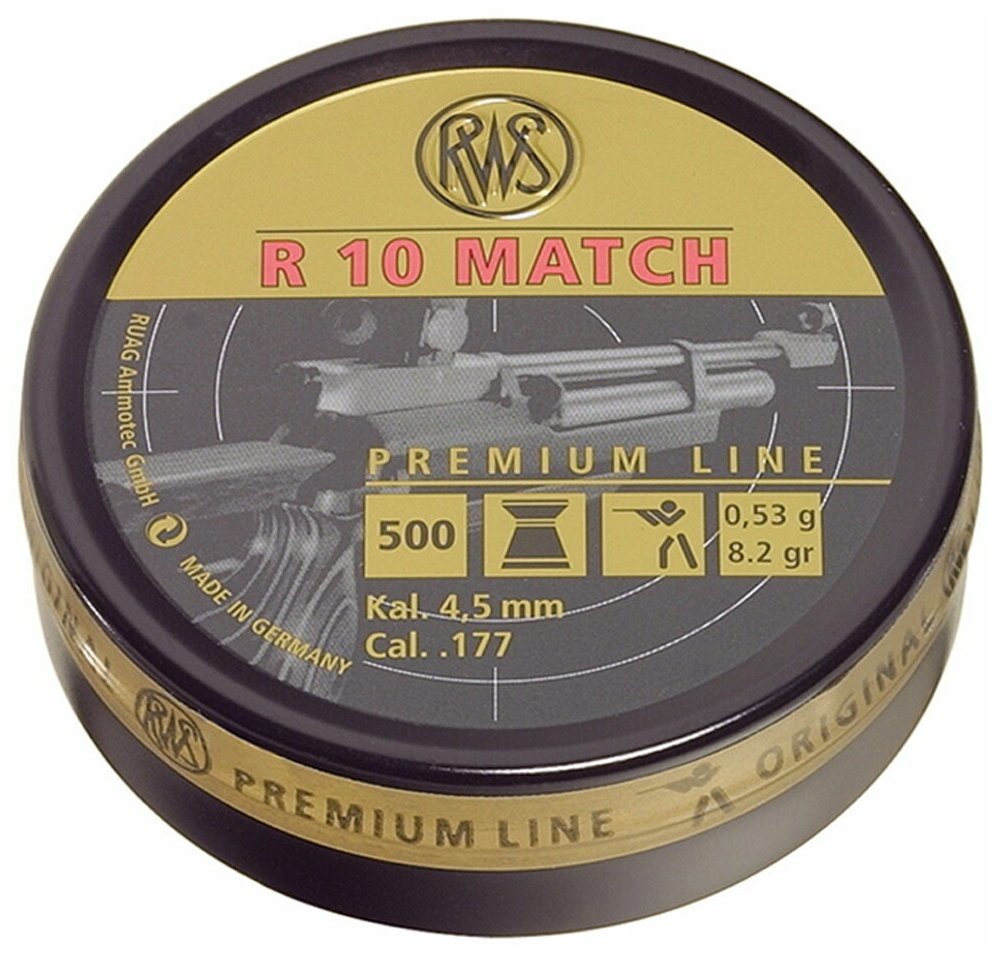 RWS
R 10 MATCH
RUAG Ammotec GmbH
MADE IN GERMANY
PREMIUM LINE
500
0,53 g
8.2 gr
Kal. 4,5 mm
Cal. .177
RWS
PREMIUM LINE
ORIGINAL